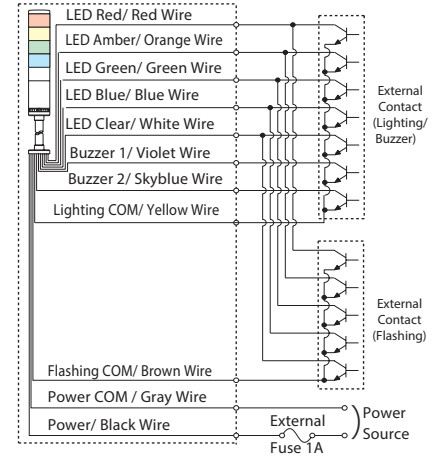 LED Red/ Red Wire
LED Amber/ Orange Wire
LED Green/ Green Wire
LED Blue/ Blue Wire
LED Clear/ White Wire
Buzzer 1/ Violet Wire
Buzzer 2/ Skyblue Wire
Lighting COM/ Yellow Wire
External
Contact
(Lighting/
Buzzer)
External
Contact
(Flashing)
Flashing COM/ Brown Wire
Power COM / Gray Wire
Power/ Black Wire
External
Fuse 1A
Power
Source